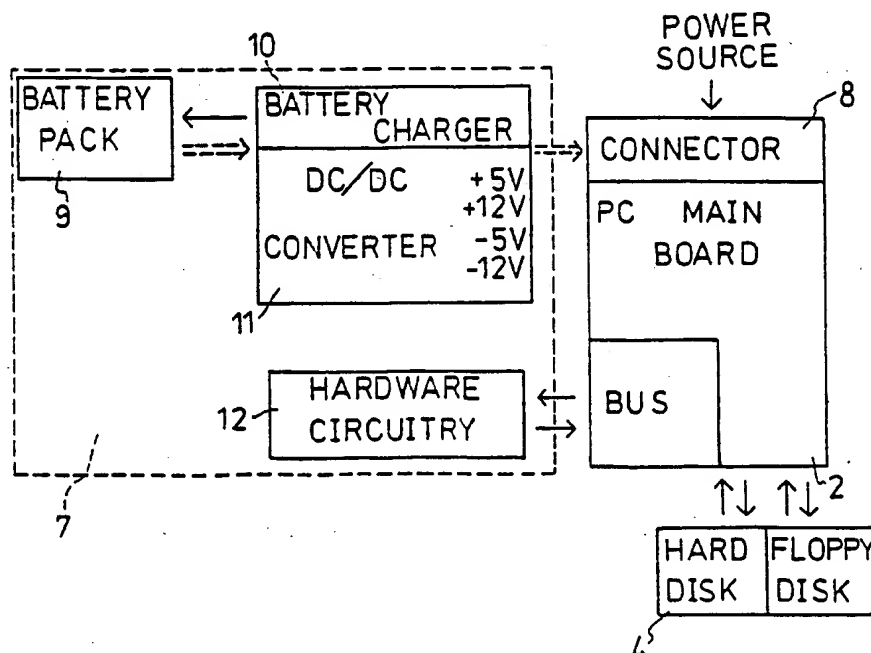 POWER
SOURCE
10
8
BATTERY
PACK
9
BATTERY
CHARGER
CONNECTOR
DC/DC
CONVERTER
+5V
+12V
-5V
-12V
11
PC MAIN
BOARD
HARDWARE
CIRCUITRY
12
BUS
7
2
HARD
DISK
FLOPPY
DISK